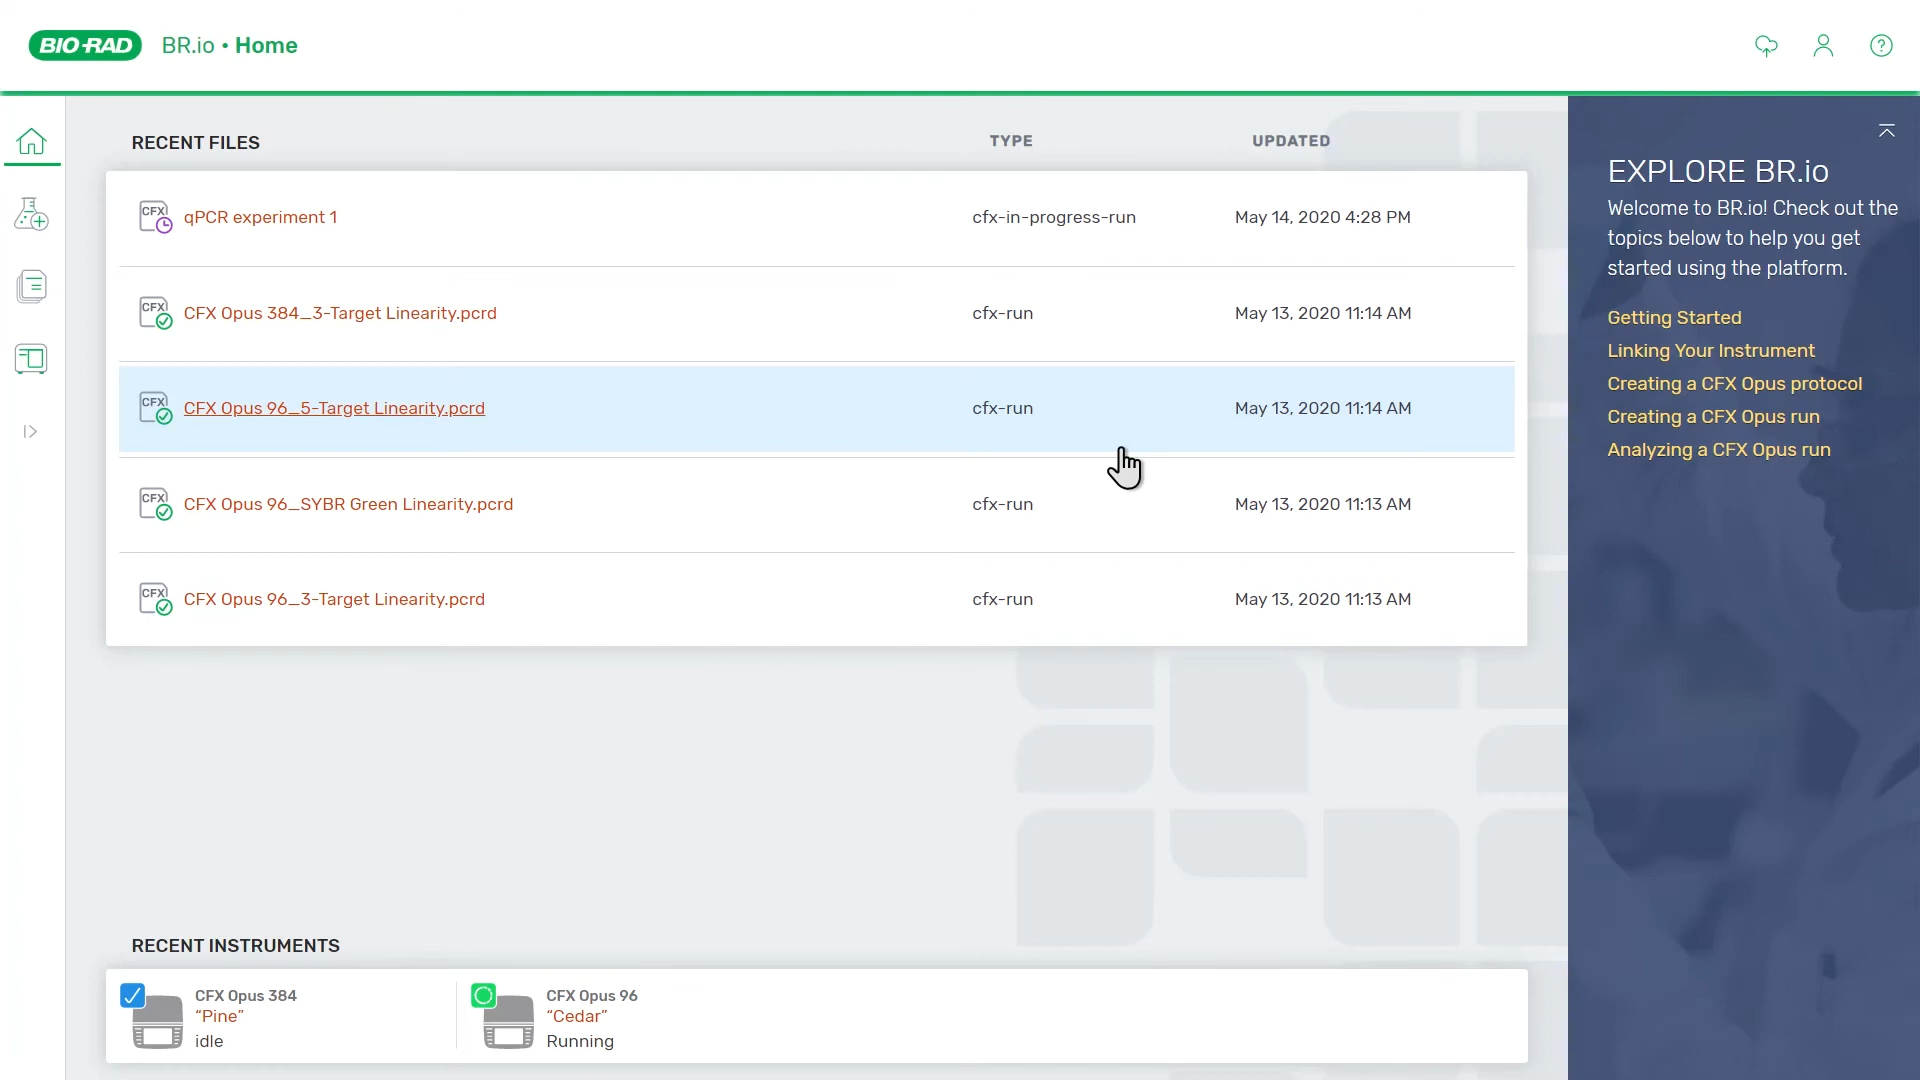 BIO-RAD BR.io • Home
RECENT FILES TYPE UPDATED
CFX qPCR experiment 1 cfx-in-progress-run May 14, 2020 4:28 PM
CFX CFX Opus 384_3-Target Linearity.pcrd cfx-run May 13, 2020 11:14 AM
CFX CFX Opus 96_5-Target Linearity.pcrd cfx-run May 13, 2020 11:14 AM
CFX CFX Opus 96_SYBR Green Linearity.pcrd cfx-run May 13, 2020 11:13 AM
CFX CFX Opus 96_3-Target Linearity.pcrd cfx-run May 13, 2020 11:13 AM
RECENT INSTRUMENTS
CFX Opus 384
“Pine”
idle
CFX Opus 96
“Cedar”
Running
EXPLORE BR.io
Welcome to BR.io! Check out the
topics below to help you get
started using the platform.
Getting Started
Linking Your Instrument
Creating a CFX Opus protocol
Creating a CFX Opus run
Analyzing a CFX Opus run